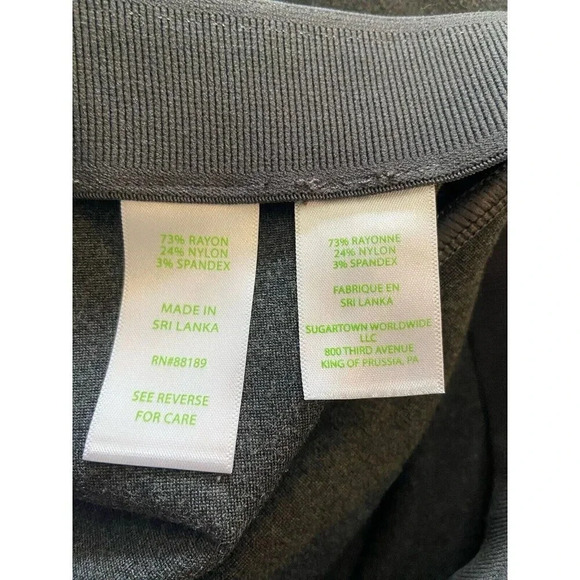 73% RAYON
24% NYLON
3% SPANDEX
MADE IN
SRI LANKA
RN#88189
SEE REVERSE
FOR CARE
73% RAYONNE
24% NYLON
3% SPANDEX
FABRIQUE EN
SRI LANKA
SUGARTOWN WORLDWIDE
LLC
800 THIRD AVENUE
KING OF PRUSSIA, PA